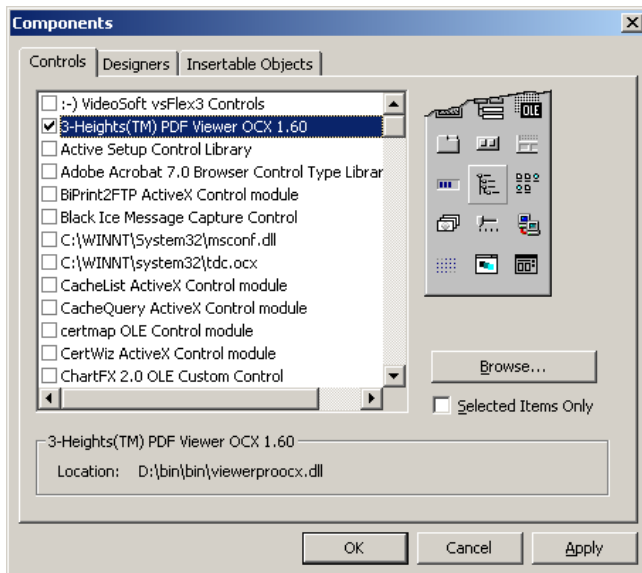 Components
Controls
Designers
Insertable Objects
:-) VideoSoft vsFlex3 Controls
3-Heights(TM) PDF Viewer OCX 1.60
Active Setup Control Library
Adobe Acrobat 7.0 Browser Control Type Librar
BiPrint2FTP ActiveX Control module
Black Ice Message Capture Control
C:\WINNT\System32\msconf.dll
C:\WINNT\system32\tdc.ocx
CacheList ActiveX Control module
CacheQuery ActiveX Control module
certmap OLE Control module
CertWiz ActiveX Control module
ChartFX 2.0 OLE Custom Control
OLE
Browse...
Selected Items Only
3-Heights(TM) PDF Viewer OCX 1.60
Location: D:\bin\bin\viewerproocx.dll
OK
Cancel
Apply